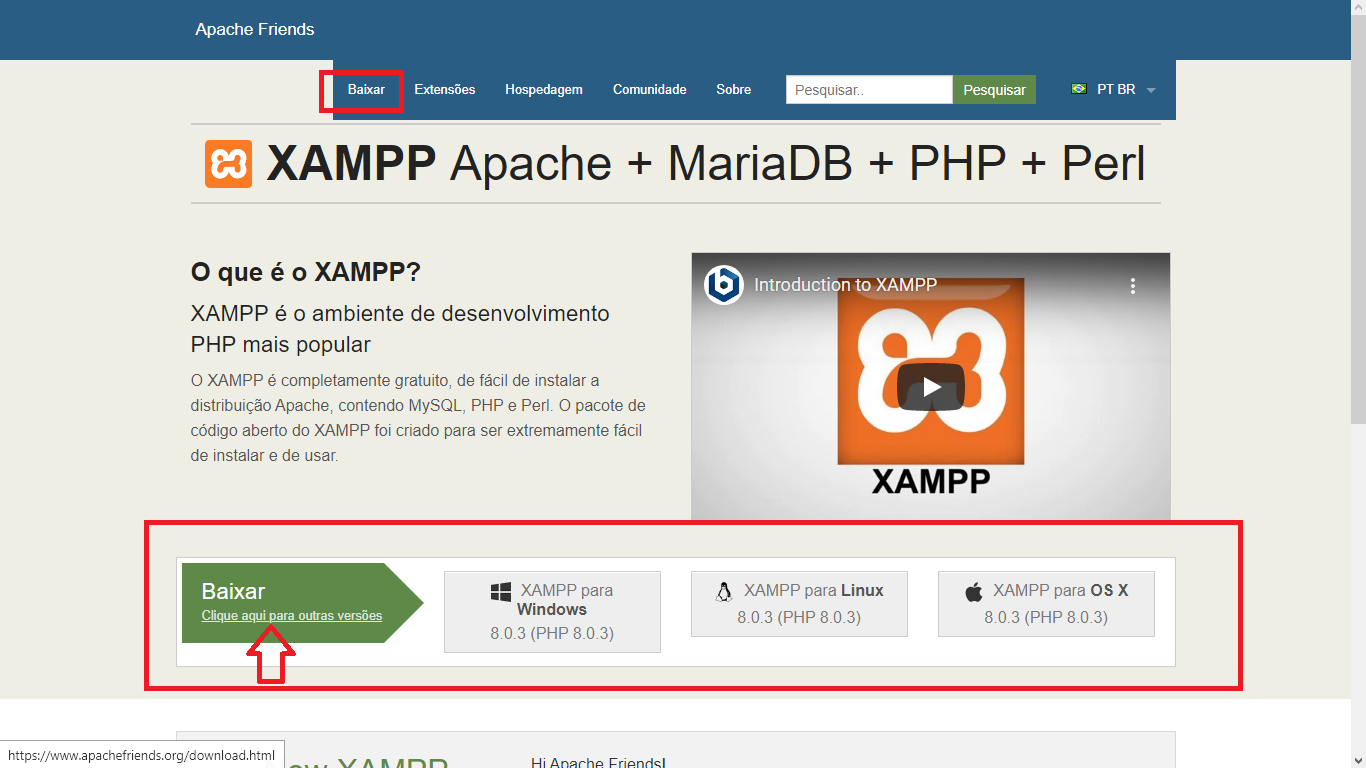 Apache Friends
Baixar Extensões Hospedagem Comunidade Sobre Pesquisar.. Pesquisar PT BR
XAMPP Apache + MariaDB + PHP + Perl
O que é o XAMPP?
XAMPP é o ambiente de desenvolvimento
PHP mais popular
O XAMPP é completamente gratuito, de fácil de instalar a
distribuição Apache, contendo MySQL, PHP e Perl. O pacote de
código aberto do XAMPP foi criado para ser extremamente fácil
de instalar e de usar.
Introduction to XAMPP
XAMPP
Baixar
Clique aqui para outras versões
XAMPP para
Windows
8.0.3 (PHP 8.0.3)
XAMPP para Linux
8.0.3 (PHP 8.0.3)
XAMPP para OS X
8.0.3 (PHP 8.0.3)
XAMPP
Hi Apache Friends!
https://www.apachefriends.org/download.html